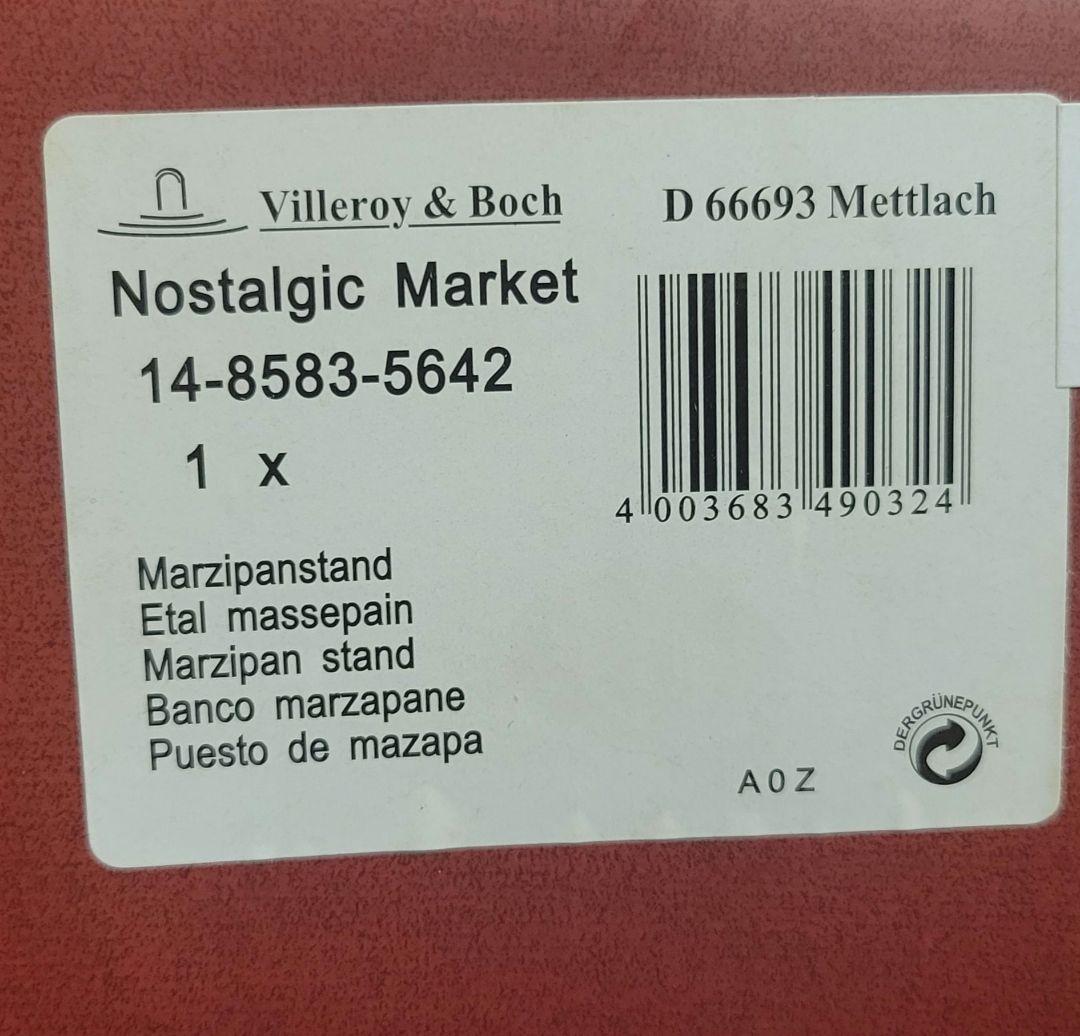 Villeroy & Boch
D 66693 Mettlach
Nostalgic Market
14-8583-5642
1 x
4 003683 490324
Marzipanstand
Etal massepain
Marzipan stand
Banco marzapane
Puesto de mazapa
DERGRÜNEPUNKT
A0Z